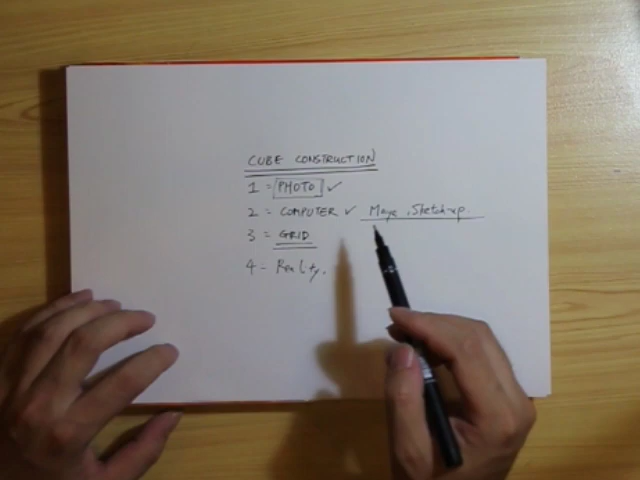 CUBE CONSTRUCTION
1 = PHOTO ✓
2 = COMPUTER ✓ Maya, Sketchup.
3 = GRID
4 - Reality.